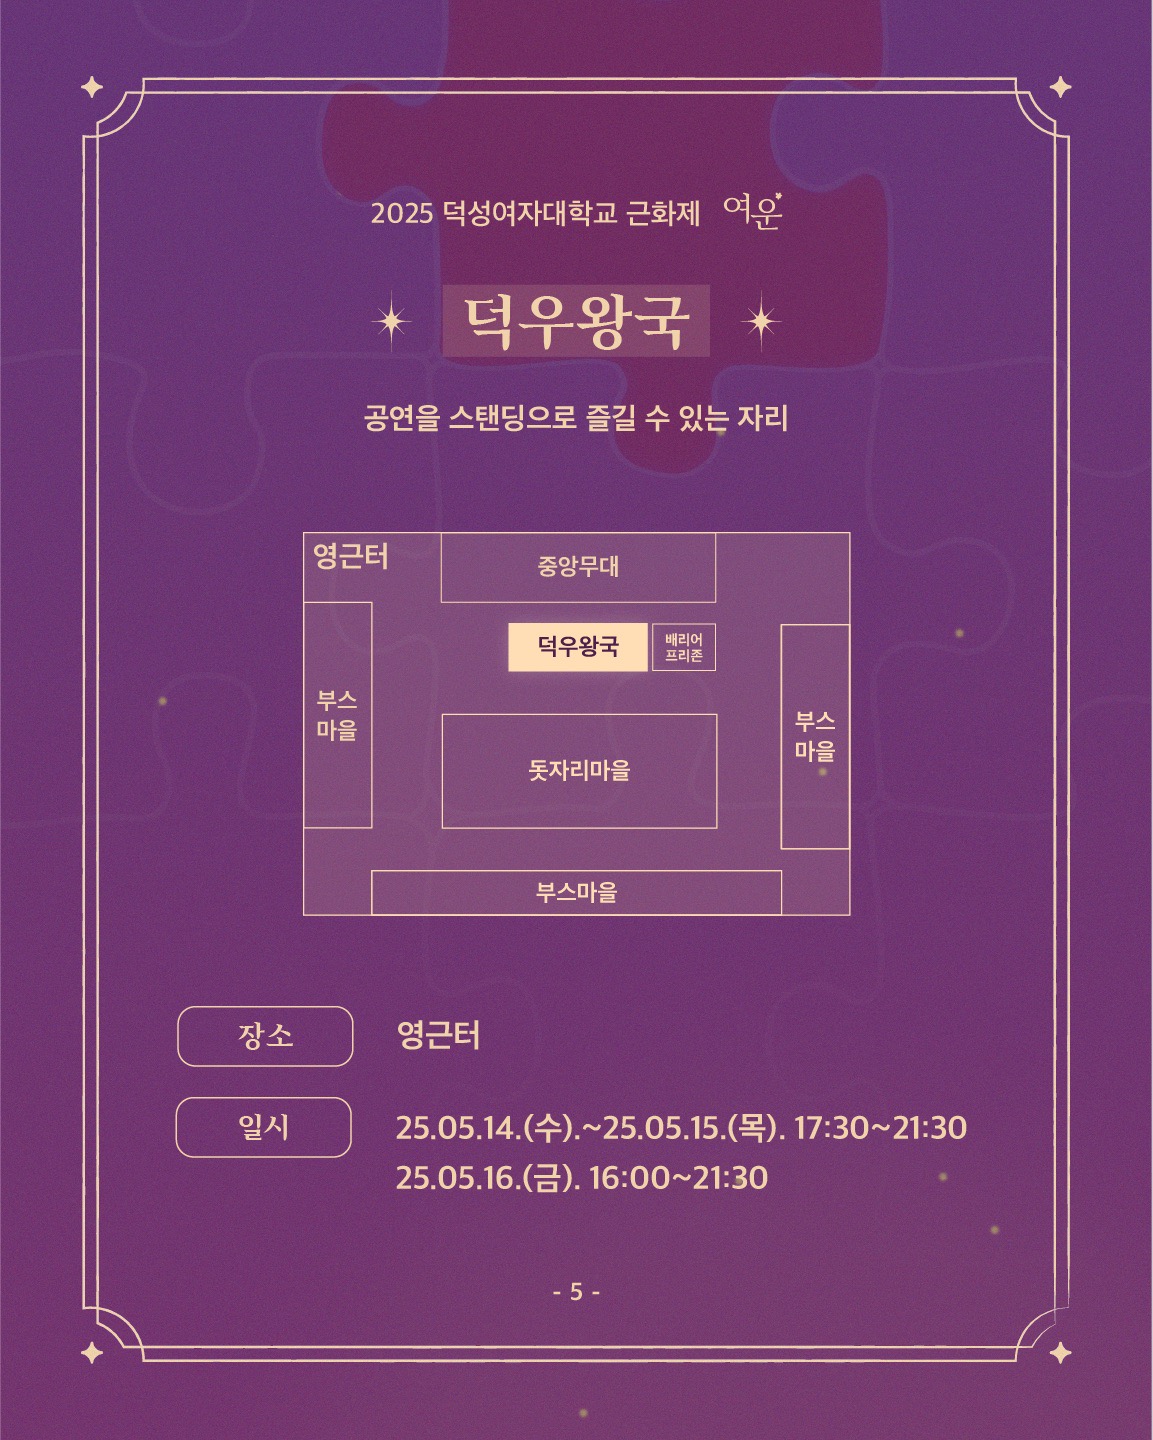 2025 덕성여자대학교 근화제 여운
덕우왕국
공연을 스탠딩으로 즐길 수 있는 자리
영근터
중앙무대
덕우왕국
배리어
프리존
부스
마을
부스
마을
돗자리마을
부스마을
장소
영근터
일시
25.05.14.(수).~25.05.15.(목). 17:30~21:30
25.05.16.(금). 16:00~21:30
- 5 -